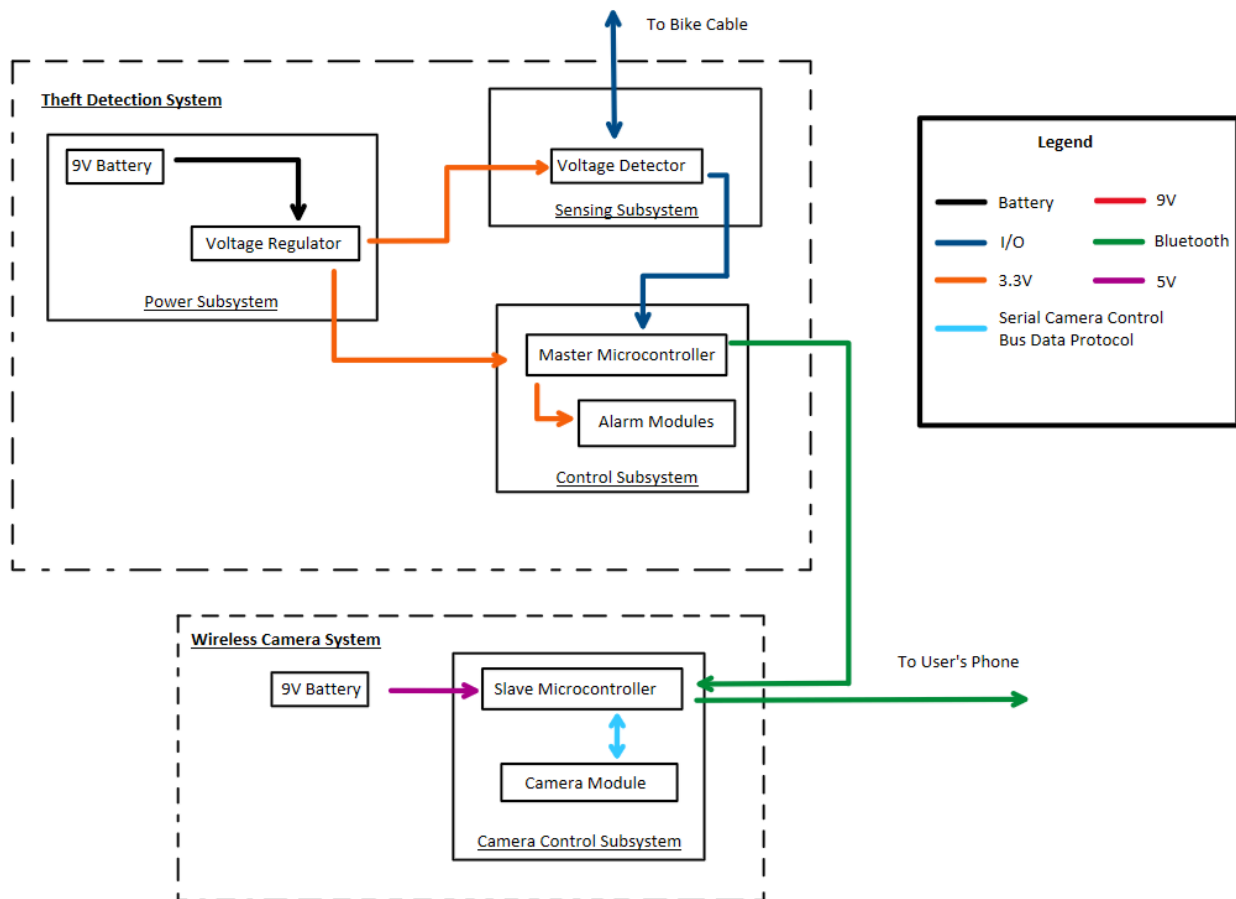 To Bike Cable
Theft Detection System
9V Battery
Voltage Regulator
Power Subsystem
Voltage Detector
Sensing Subsystem
Master Microcontroller
Alarm Modules
Control Subsystem
Legend
Battery
9V
I/O
Bluetooth
3.3V
5V
Serial Camera Control
Bus Data Protocol
Wireless Camera System
9V Battery
Slave Microcontroller
Camera Module
Camera Control Subsystem
To User's Phone